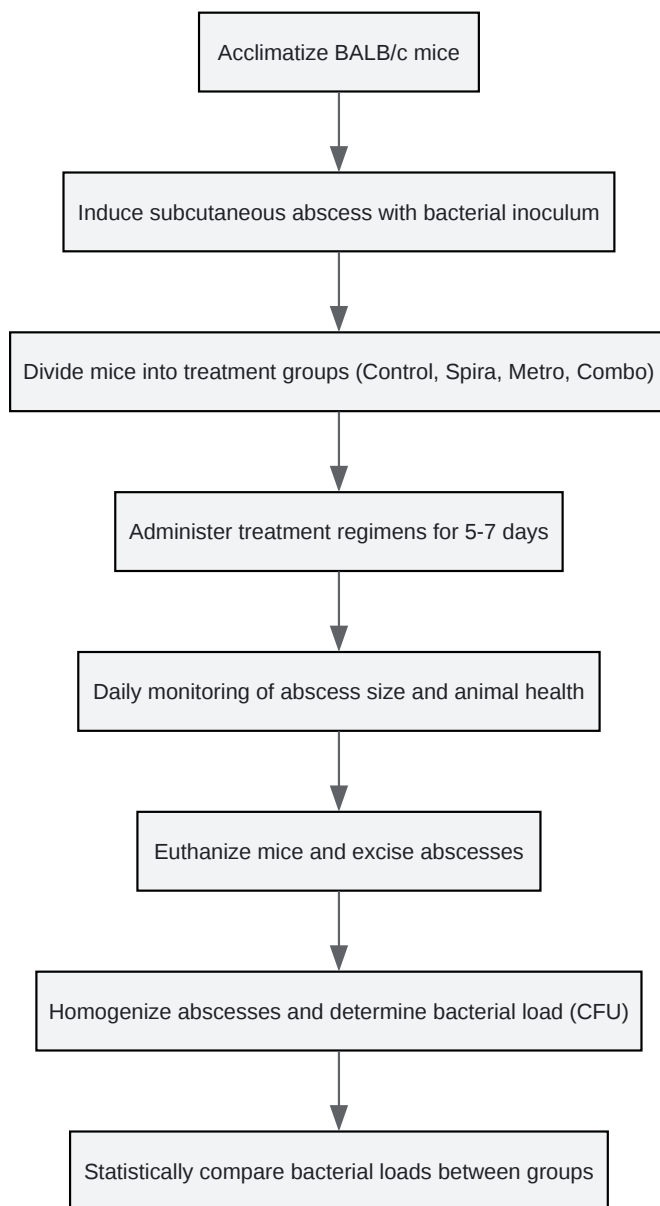 Acclimatize BALB/c mice
Induce subcutaneous abscess with bacterial inoculum
Divide mice into treatment groups (Control, Spira, Metro, Combo)
Administer treatment regimens for 5-7 days
Daily monitoring of abscess size and animal health
Euthanize mice and excise abscesses
Homogenize abscesses and determine bacterial load (CFU)
Statistically compare bacterial loads between groups